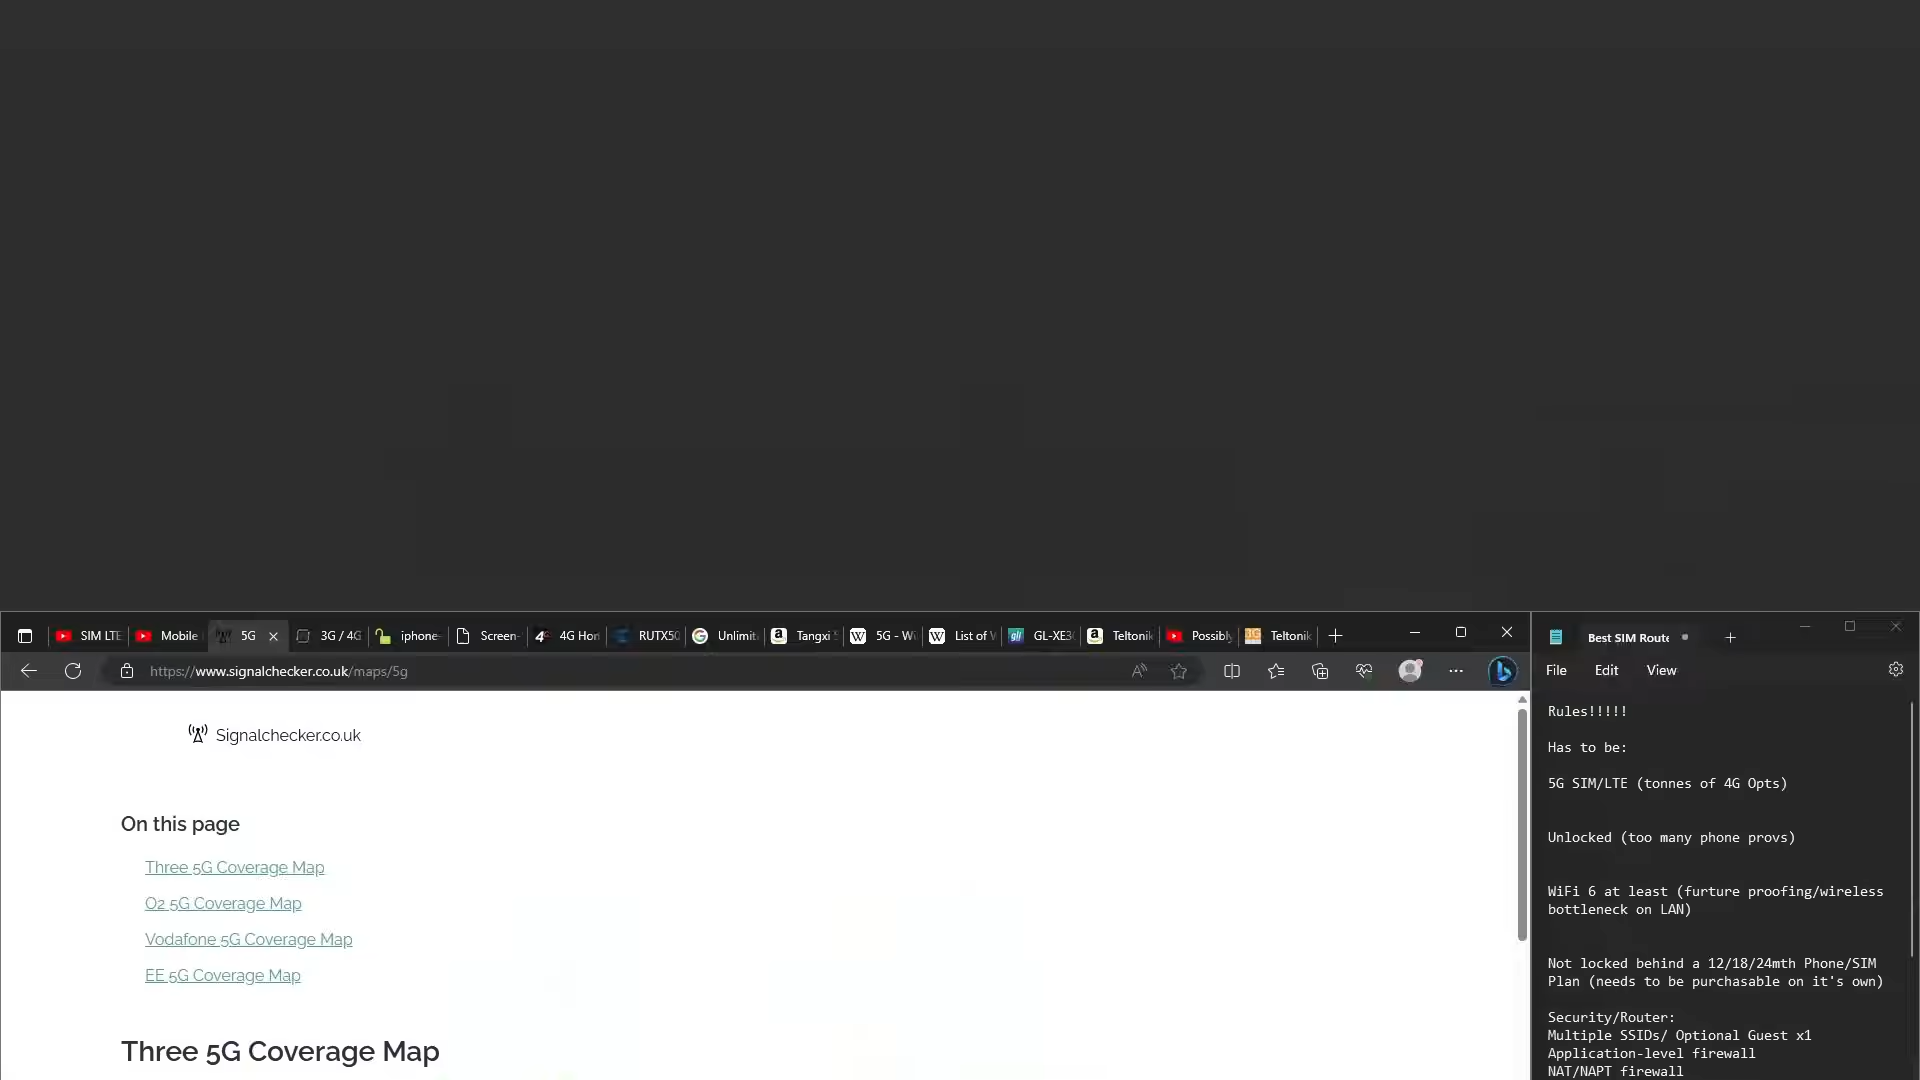 SIM LTE
Mobile
5G
3G / 4G
iphone-
Screen-
4G Hor
RUTX50
Unlimit
Tangxi
5G - Wi
List of
GL-XE3
Teltonik
Possibl
Teltonik
https://www.signalchecker.co.uk/maps/5g
Signalchecker.co.uk
On this page
Three 5G Coverage Map
O2 5G Coverage Map
Vodafone 5G Coverage Map
EE 5G Coverage Map
Three 5G Coverage Map
Best SIM Route
File Edit View
Rules!!!!!
Has to be:
5G SIM/LTE (tonnes of 4G Opts)
Unlocked (too many phone provs)
WiFi 6 at least (furture proofing/wireless
bottleneck on LAN)
Not locked behind a 12/18/24mth Phone/SIM
Plan (needs to be purchasable on it's own)
Security/Router:
Multiple SSIDs/ Optional Guest x1
Application-level firewall
NAT/NAPT firewall